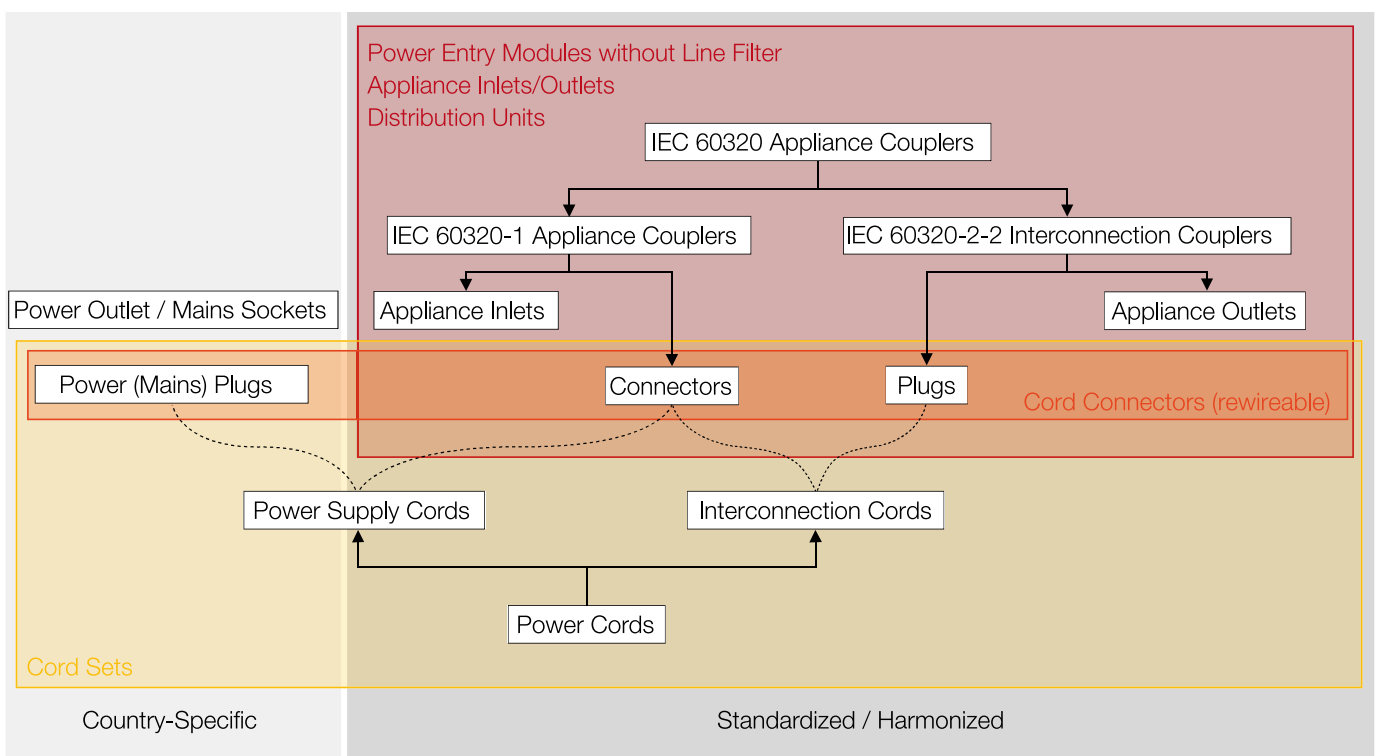 Power Entry Modules without Line Filter
Appliance Inlets/Outlets
Distribution Units
IEC 60320 Appliance Couplers
IEC 60320-1 Appliance Couplers
IEC 60320-2-2 Interconnection Couplers
Power Outlet / Mains Sockets
Appliance Inlets
Appliance Outlets
Power (Mains) Plugs
Connectors
Plugs
Cord Connectors (rewireable)
Power Supply Cords
Interconnection Cords
Power Cords
Cord Sets
Country-Specific
Standardized / Harmonized